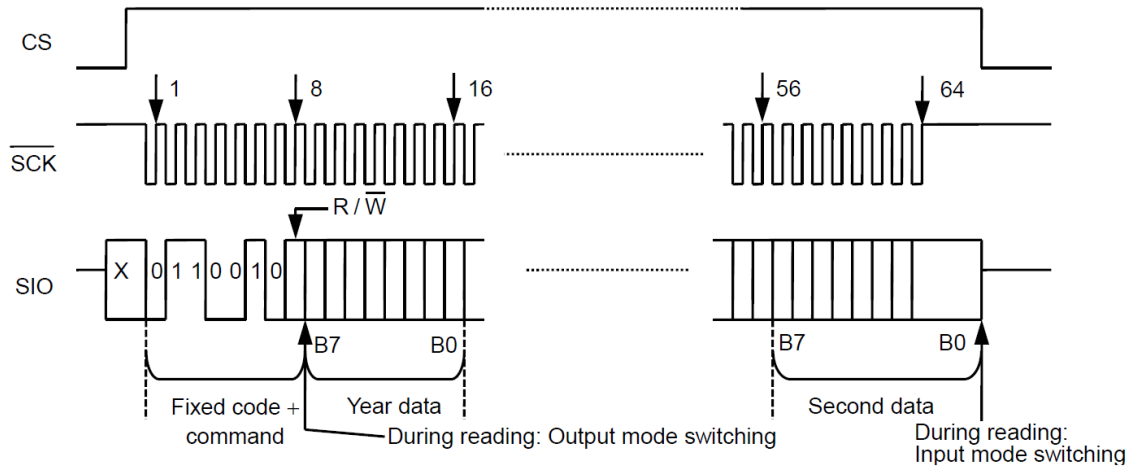 CS
1 8 16 56 64
SCK
R / W
X 0 1 1 0 0 1 0
SIO
B7 B0 B7 B0
Fixed code +
command
Year data
Second data
During reading: Output mode switching
During reading:
Input mode switching